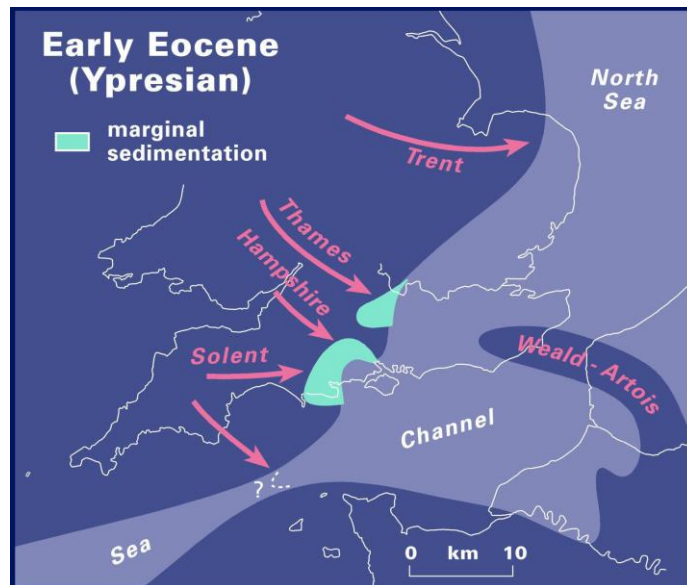 Early Eocene
(Ypresian)
marginal
sedimentation
North
Sea
Trent
Thames
Hampshire
Solent
Weald - Artois
Channel
?
Sea
0 km 10